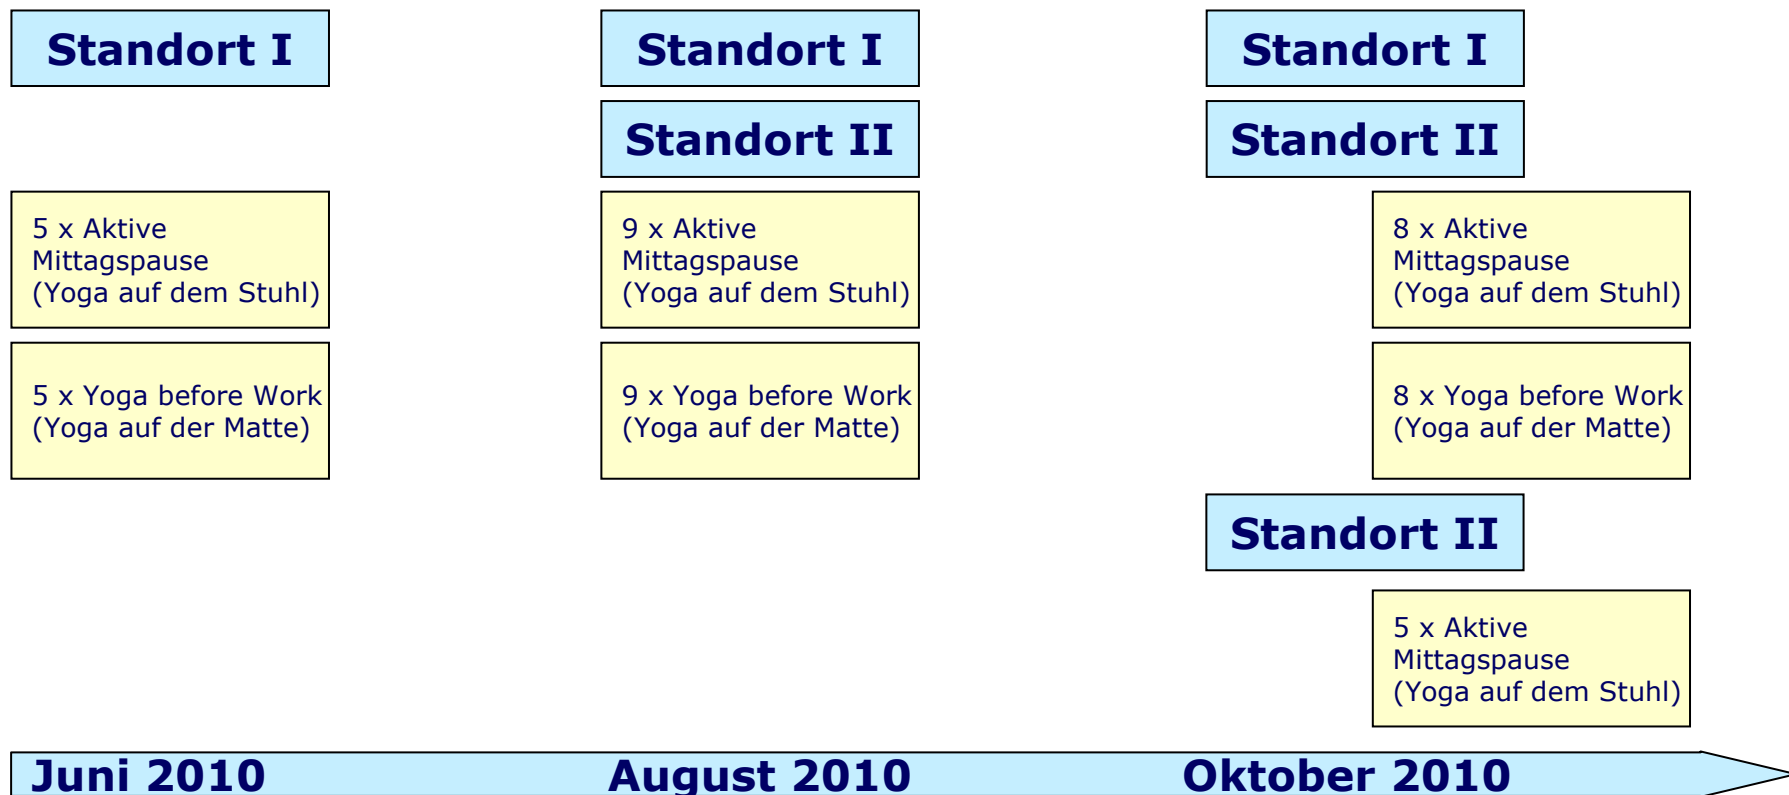 Standort I
Standort I
Standort I
Standort II
Standort II
5 x Aktive
Mittagspause
(Yoga auf dem Stuhl)
9 x Aktive
Mittagspause
(Yoga auf dem Stuhl)
8 x Aktive
Mittagspause
(Yoga auf dem Stuhl)
5 x Yoga before Work
(Yoga auf der Matte)
9 x Yoga before Work
(Yoga auf der Matte)
8 x Yoga before Work
(Yoga auf der Matte)
Standort II
5 x Aktive
Mittagspause
(Yoga auf dem Stuhl)
Juni 2010
August 2010
Oktober 2010